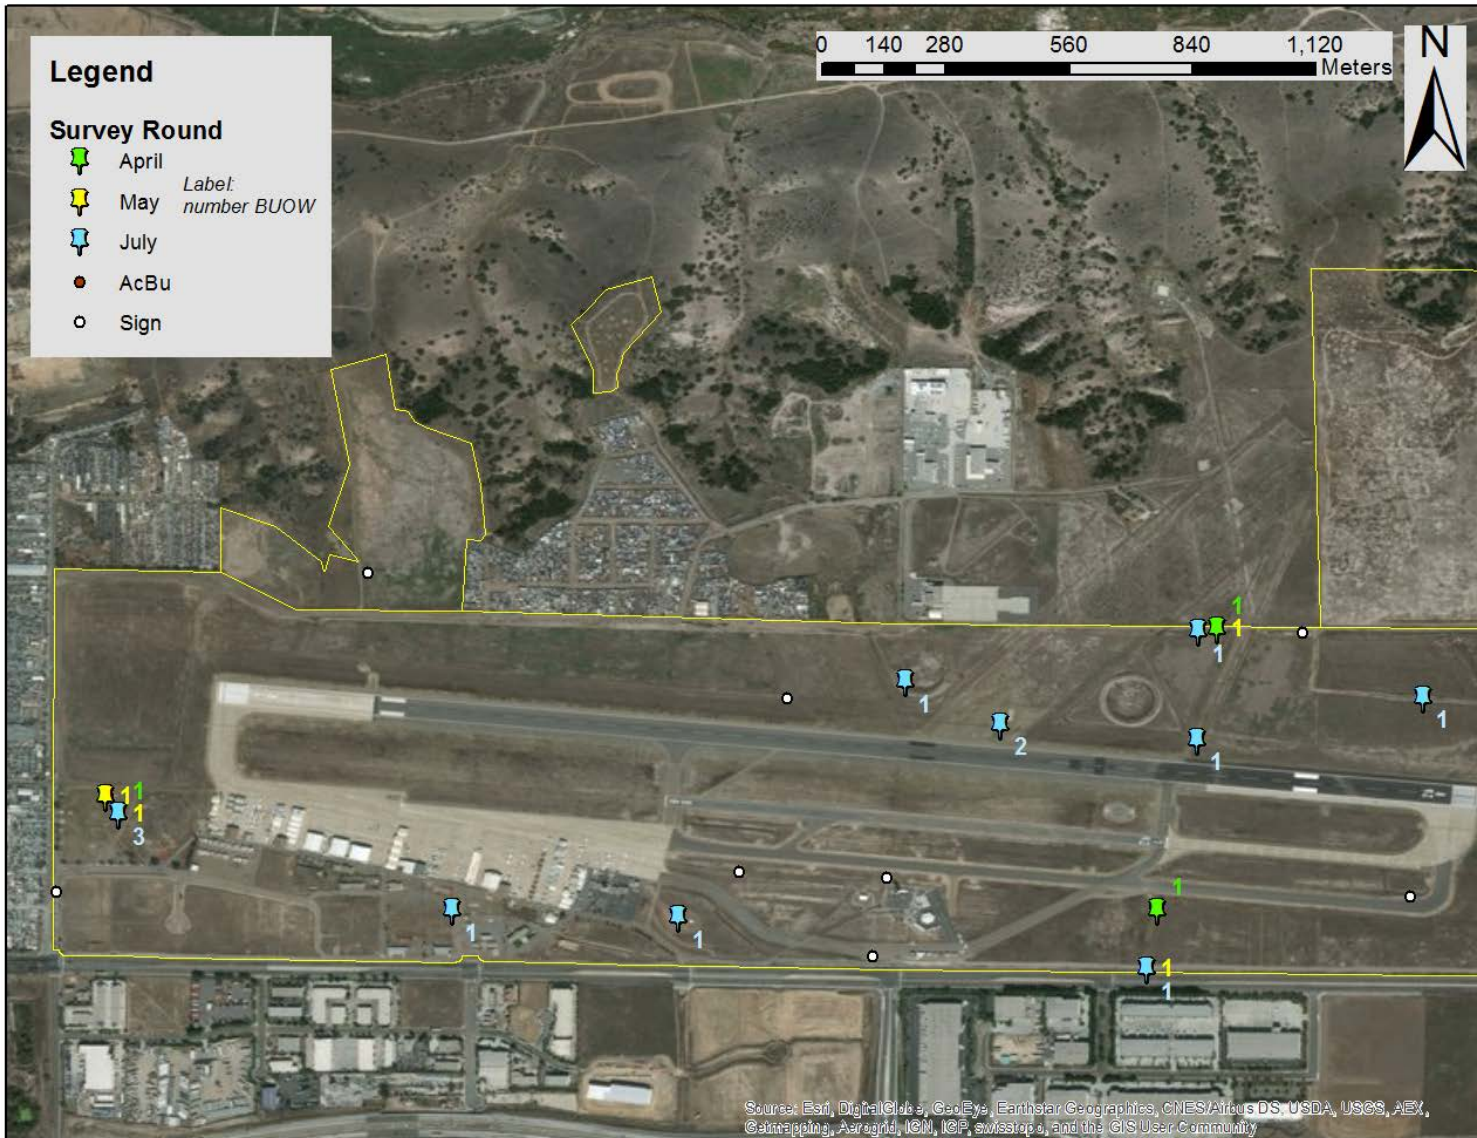 Legend
Survey Round
April
May
July
AcBu
Sign
Label:
number BUOW
0 140 280 560 840 1,120
Meters
N
1
1
1
1
1
2
1
1
1
1
1
3
1
1
1
1
1
Source: Esri, DigitalGlobe, GeoEye, Earthstar Geographics, CNES/Airbus DS, USDA, USGS, AEX,
Getmapping, Aerogrid, IGN, IGP, swisstopo, and the GIS User Community